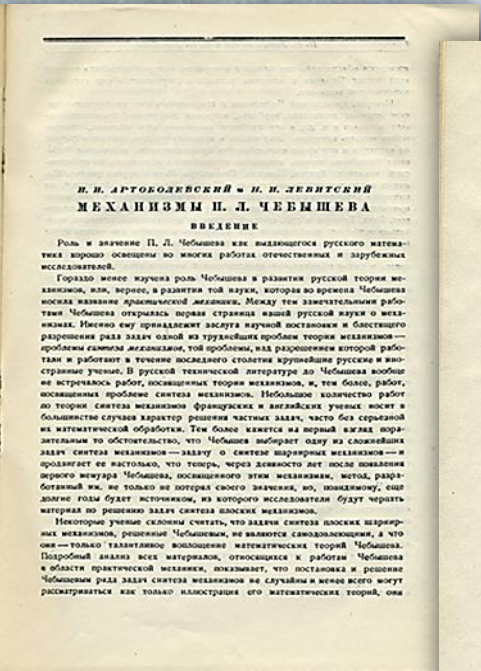 И. И. АРТОБОЛЕВСКИЙ и Н. И. ЛЕВИТСКИЙ
МЕХАНИЗМЫ П. Л. ЧЕБЫШЕВА
ВВЕДЕНИЕ
Роль и значение П. Л. Чебышева как выдающегося русского матема-
тика хорошо освещены во многих работах отечественных и зарубежных
исследователей.
Гораздо менее изучена роль Чебышева в развитии русской теории ме-
ханизмов, или, вернее, в развитии той науки, которая во времена Чебышева
носила название практической механики. Между тем замечательными рабо-
тами Чебышева открылась первая страница нашей русской науки о меха-
низмах. Именно ему принадлежит заслуга научной постановки и блестящего
разрешения ряда задач одной из труднейших проблем теории механизмов —
проблемы синтеза механизмов, той проблемы, над разрешением которой рабо-
тали и работают в течение последнего столетия крупнейшие русские и ино-
странные ученые. В русской технической литературе до Чебышева вообще
не встречалось работ, посвященных теории механизмов, и, тем более, работ,
посвященных проблеме синтеза механизмов. Небольшое количество работ
по теории синтеза механизмов французских и английских ученых носит в
большинстве случаев характер решения частных задач, часто без серьезной
их математической обработки. Тем более кажется на первый взгляд пора-
зительным то обстоятельство, что Чебышев выбирает одну из сложнейших
задач синтеза механизмов — задачу о синтезе шарнирных механизмов — и
продвигает ее настолько, что теперь, через девяносто лет после появления
первого мемуара Чебышева, посвященного этим механизмам, метод, разра-
ботанный им, не только не потерял своего значения, но, повидимому, еще
долгие годы будет источником, из которого исследователи будут черпать
материал по решению задач синтеза плоских механизмов.
Некоторые ученые склонны считать, что задачи синтеза плоских шарнир-
ных механизмов, решенные Чебышевым, не являются самодовлеющими, а что
они — только талантливое воплощение математических теорий Чебышева.
Подробный анализ всех материалов, относящихся к работам Чебышева
в области практической механики, показывает, что постановка и решение
Чебышевым ряда задач синтеза механизмов не случайны и менее всего могут
рассматриваться как только иллюстрация его математических теорий, они